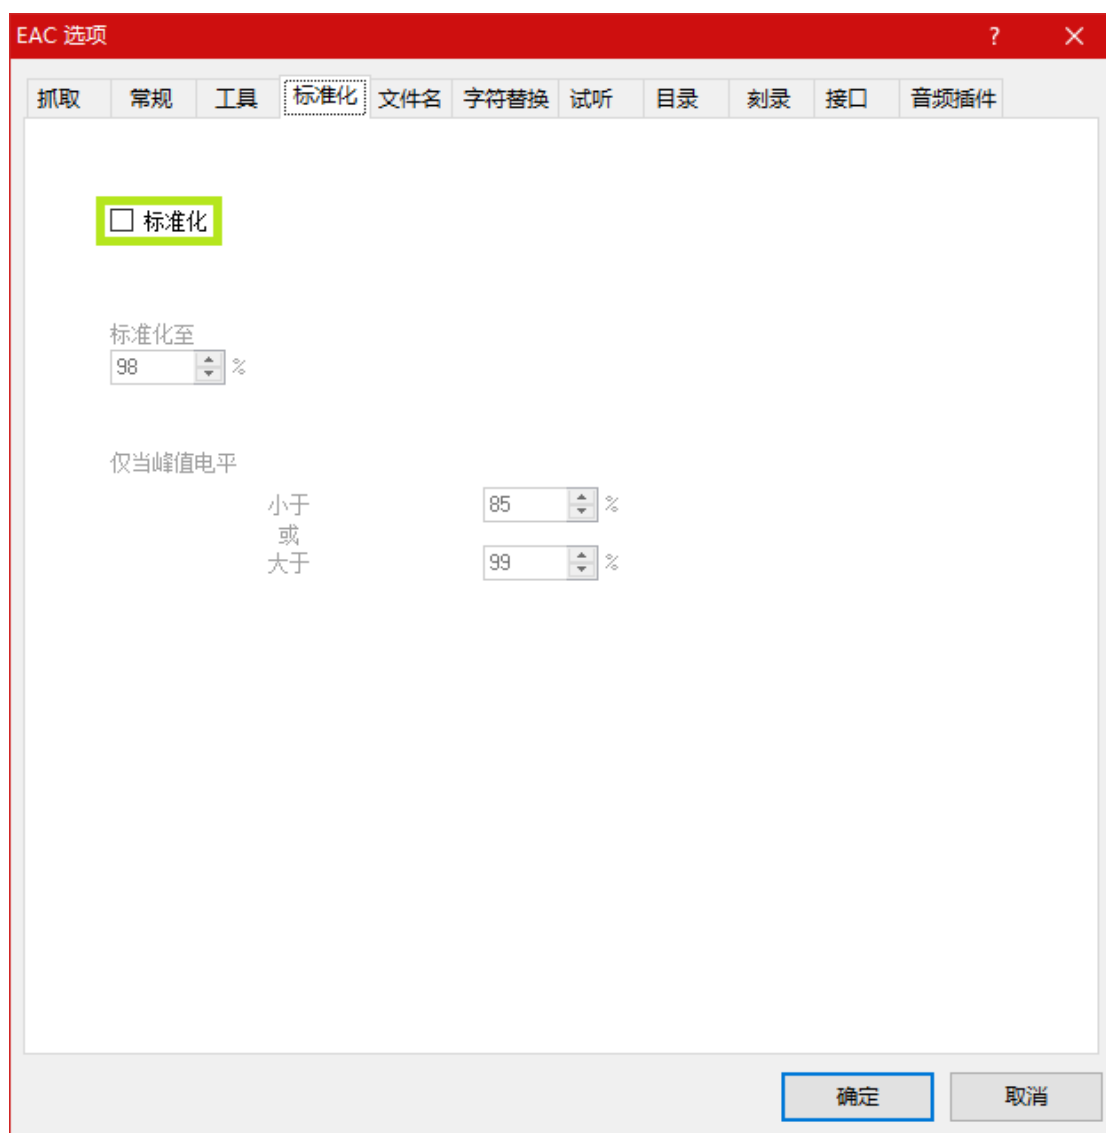 EAC 选项 ?
抓取 常规 工具 标准化 文件名 字符替换 试听 目录 刻录 接口 音频插件
标准化
标准化至
98 %
仅当峰值电平
小于 85 %
或
大于 99 %
确定 取消